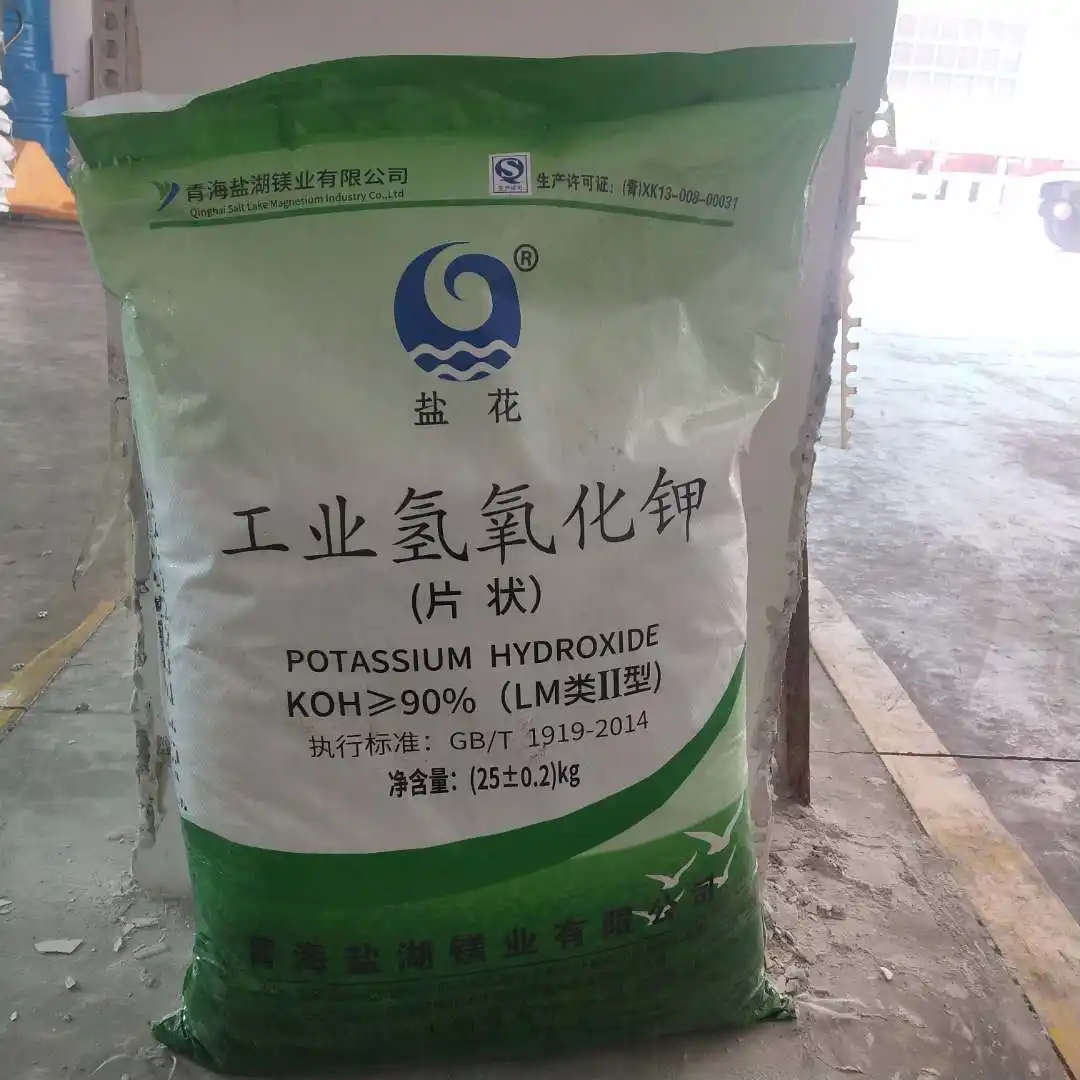 青海盐湖镁业有限公司
Qinghai Salt Lake Magnesium Industry Co.,Ltd
生产许可证：(青)XK13-008-00031
®
盐花
工业氢氧化钾
(片状)
POTASSIUM HYDROXIDE
KOH≥90% (LM类II型)
执行标准：GB/T 1919-2014
净含量：(25±0.2)kg
青海盐湖镁业有限公司